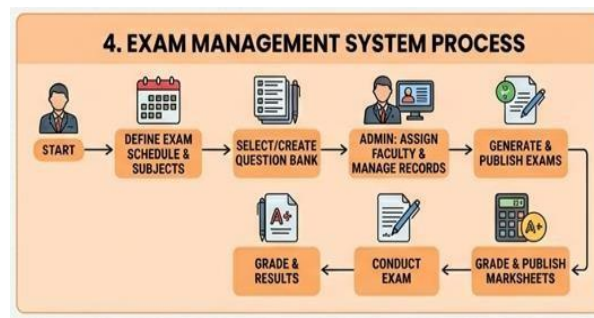 4. EXAM MANAGEMENT SYSTEM PROCESS
START
DEFINE EXAM
SCHEDULE &
SUBJECTS
SELECT/CREATE
QUESTION BANK
ADMIN: ASSIGN
FACULTY &
MANAGE RECORDS
GENERATE &
PUBLISH EXAMS
GRADE & PUBLISH
MARKSHEETS
A+
CONDUCT
EXAM
GRADE &
RESULTS
A+